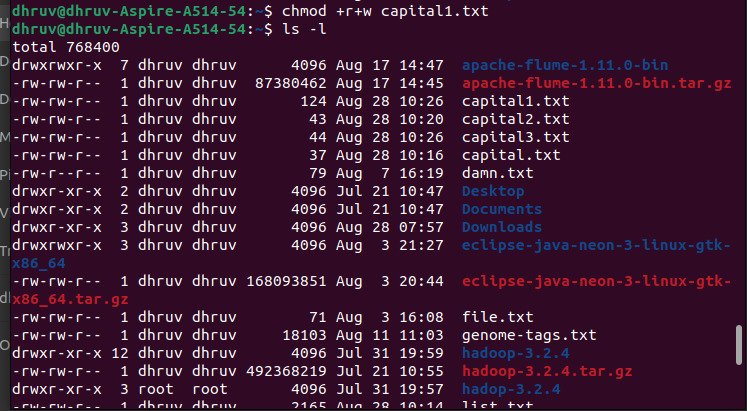 dhruv@dhruv-Aspire-A514-54:~$ chmod +r+w capital1.txt
dhruv@dhruv-Aspire-A514-54:~$ ls -l
total 768400
drwxrwxr-x  7 dhruv dhruv      4096 Aug 17 14:47 apache-flume-1.11.0-bin
-rw-rw-r--  1 dhruv dhruv  87380462 Aug 17 14:45 apache-flume-1.11.0-bin.tar.gz
-rw-rw-r--  1 dhruv dhruv       124 Aug 28 10:26 capital1.txt
-rw-rw-r--  1 dhruv dhruv        43 Aug 28 10:20 capital2.txt
-rw-rw-r--  1 dhruv dhruv        44 Aug 28 10:26 capital3.txt
-rw-rw-r--  1 dhruv dhruv        37 Aug 28 10:16 capital.txt
-rw-r--r--  1 dhruv dhruv        79 Aug  7 16:19 damn.txt
drwxr-xr-x  2 dhruv dhruv      4096 Jul 21 10:47 Desktop
drwxr-xr-x  2 dhruv dhruv      4096 Jul 21 10:47 Documents
drwxr-xr-x  3 dhruv dhruv      4096 Aug 28 07:57 Downloads
drwxrwxr-x  3 dhruv dhruv      4096 Aug  3 21:27 eclipse-java-neon-3-linux-gtk-
x86_64
-rw-rw-r--  1 dhruv dhruv 168093851 Aug  3 20:44 eclipse-java-neon-3-linux-gtk-
x86_64.tar.gz
-rw-rw-r--  1 dhruv dhruv        71 Aug  3 16:08 file.txt
-rw-rw-r--  1 dhruv dhruv     18103 Aug 11 11:03 genome-tags.txt
drwxr-xr-x 12 dhruv dhruv      4096 Jul 31 19:59 hadoop-3.2.4
-rw-rw-r--  1 dhruv dhruv 492368219 Jul 21 10:55 hadoop-3.2.4.tar.gz
drwxr-xr-x  3 root  root       4096 Jul 31 19:57 hadop-3.2.4
-rw-rw-r--  1 dhruv dhruv      2165 Aug 28 10:14 list.txt